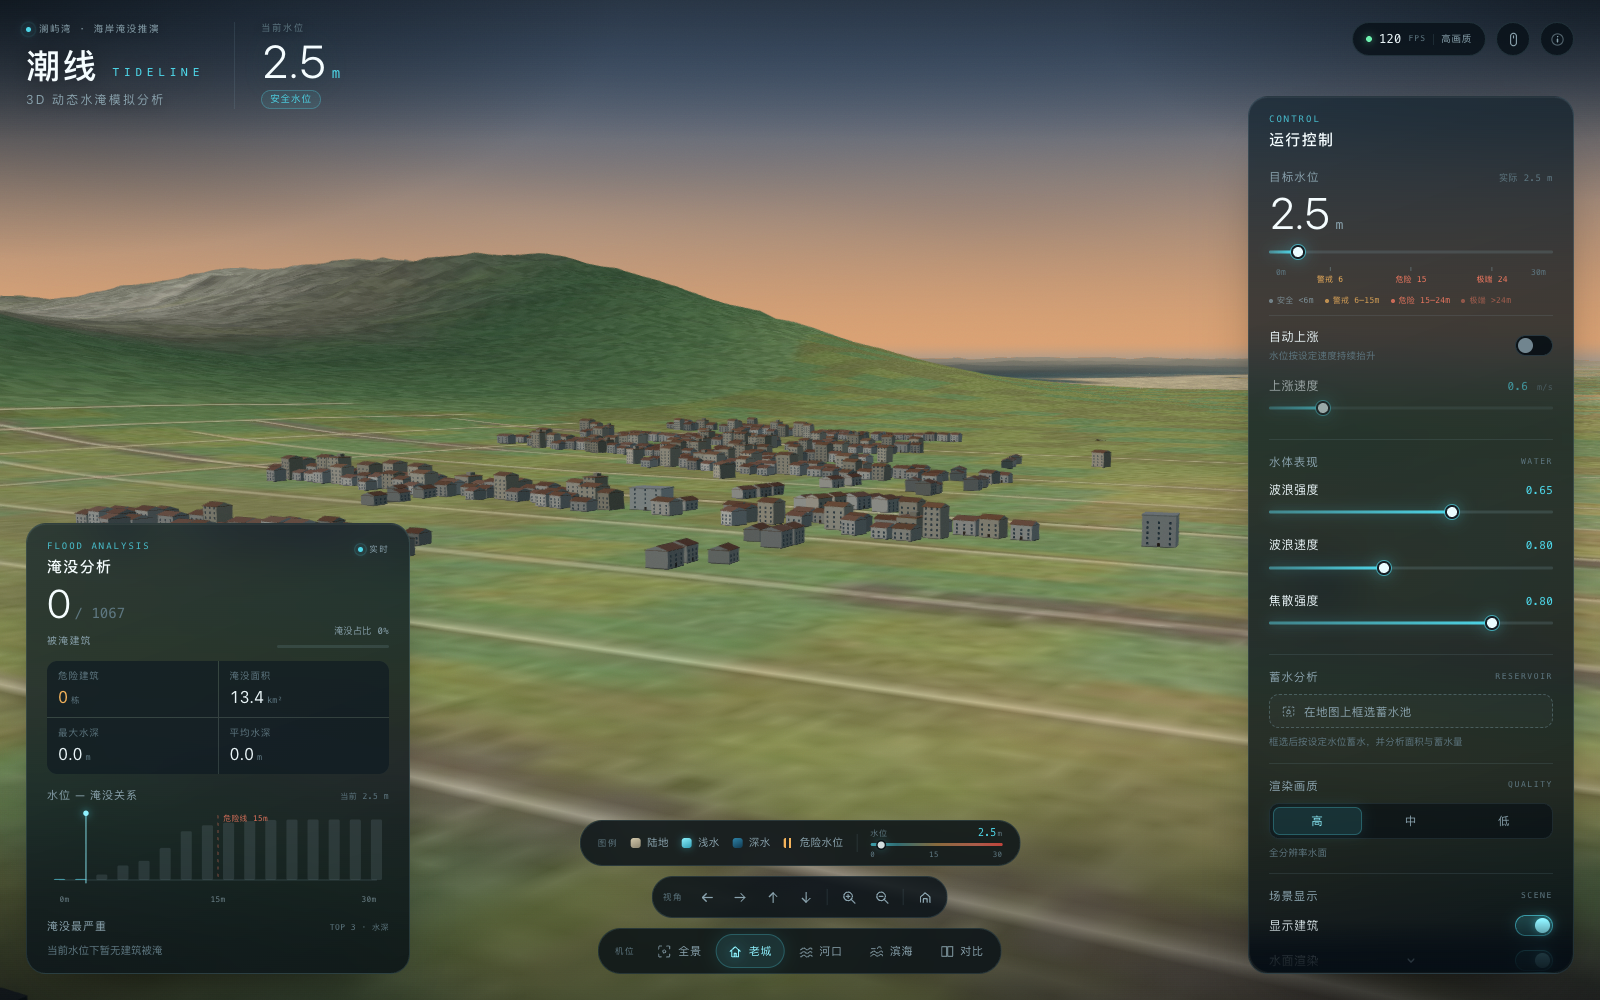 澜屿湾 · 海岸淹没推演
潮线 TIDELINE
3D 动态水淹模拟分析
当前水位
2.5 m
安全水位
120 FPS 高画质
CONTROL
运行控制
目标水位 实际 2.5 m
2.5 m
0m 警戒 6 危险 15 极端 24 30m
安全 <6m 警戒 6–15m 危险 15–24m 极端 >24m
自动上涨
水位按设定速度持续抬升
上涨速度 0.6 m/s
水体表现 WATER
波浪强度 0.65
波浪速度 0.80
焦散强度 0.80
蓄水分析 RESERVOIR
在地图上框选蓄水池
框选后按设定水位蓄水，并分析面积与蓄水量
渲染画质 QUALITY
高 中 低
全分辨率水面
场景显示 SCENE
显示建筑
水面渲染
FLOOD ANALYSIS
淹没分析 实时
0 / 1067
被淹建筑 淹没占比 0%
危险建筑 淹没面积
0 栋 13.4 km²
最大水深 平均水深
0.0 m 0.0 m
水位 — 淹没关系 当前 2.5 m
危险线 15m
0m 15m 30m
淹没最严重 TOP 3 · 水深
当前水位下暂无建筑被淹
图例 陆地 浅水 深水 危险水位 水位 2.5m
0 15 30
视角
机位 全景 老城 河口 滨海 对比